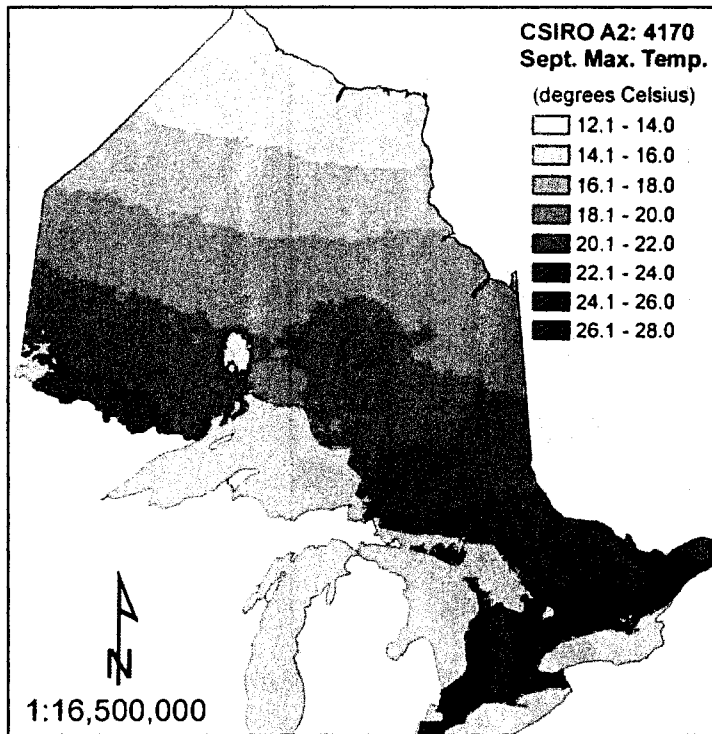 CSIRO A2: 4170
Sept. Max. Temp.
(degrees Celsius)
12.1 - 14.0
14.1 - 16.0
16.1 - 18.0
18.1 - 20.0
20.1 - 22.0
22.1 - 24.0
24.1 - 26.0
26.1 - 28.0
N
1:16,500,000